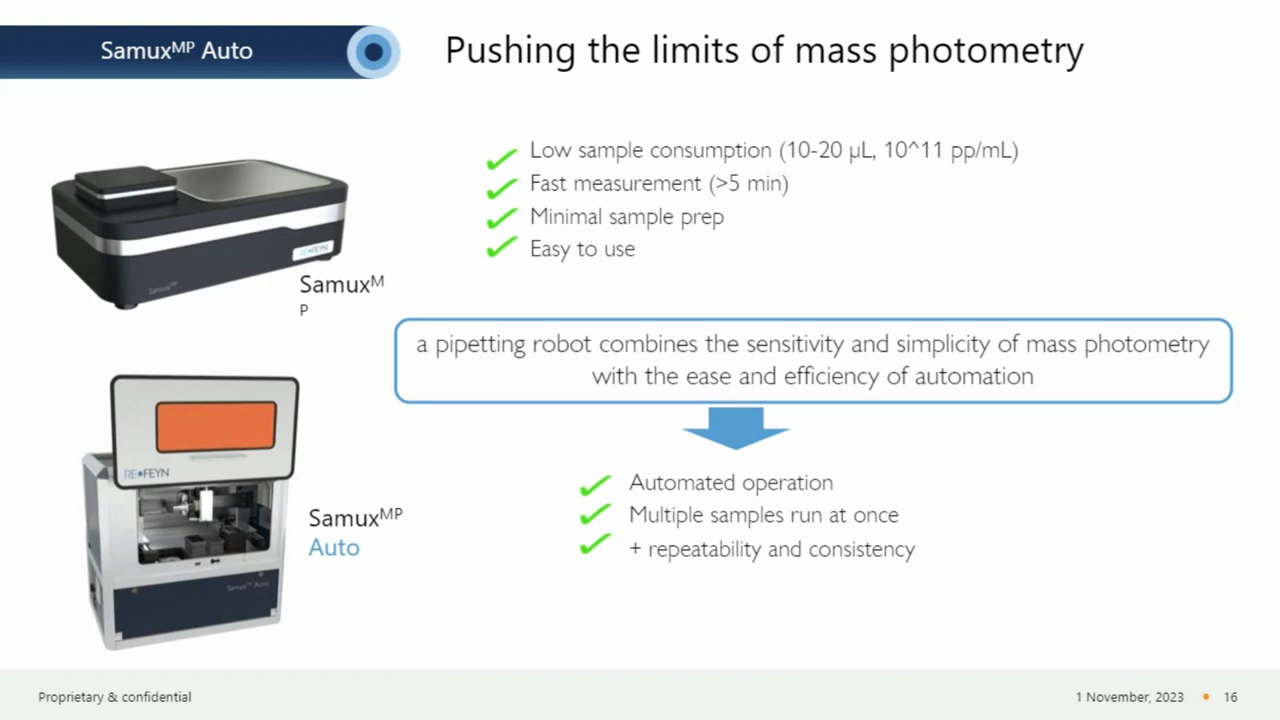 Samuxᴹᴾ Auto
Pushing the limits of mass photometry
Low sample consumption (10-20 µL, 10^11 pp/mL)
Fast measurement (>5 min)
Minimal sample prep
Easy to use
REFEYN
Samuxᴹᴾ
Samuxᴹ
ᴾ
a pipetting robot combines the sensitivity and simplicity of mass photometry
with the ease and efficiency of automation
REFEYN
Samuxᴹᴾ Auto
Samuxᴹᴾ
Auto
Automated operation
Multiple samples run at once
+ repeatability and consistency
Proprietary & confidential
1 November, 2023 • 16